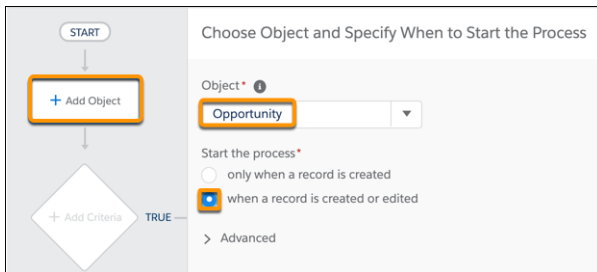 START
Choose Object and Specify When to Start the Process
+ Add Object
Object*
Opportunity
Start the process*
only when a record is created
when a record is created or edited
+ Add Criteria
TRUE
> Advanced